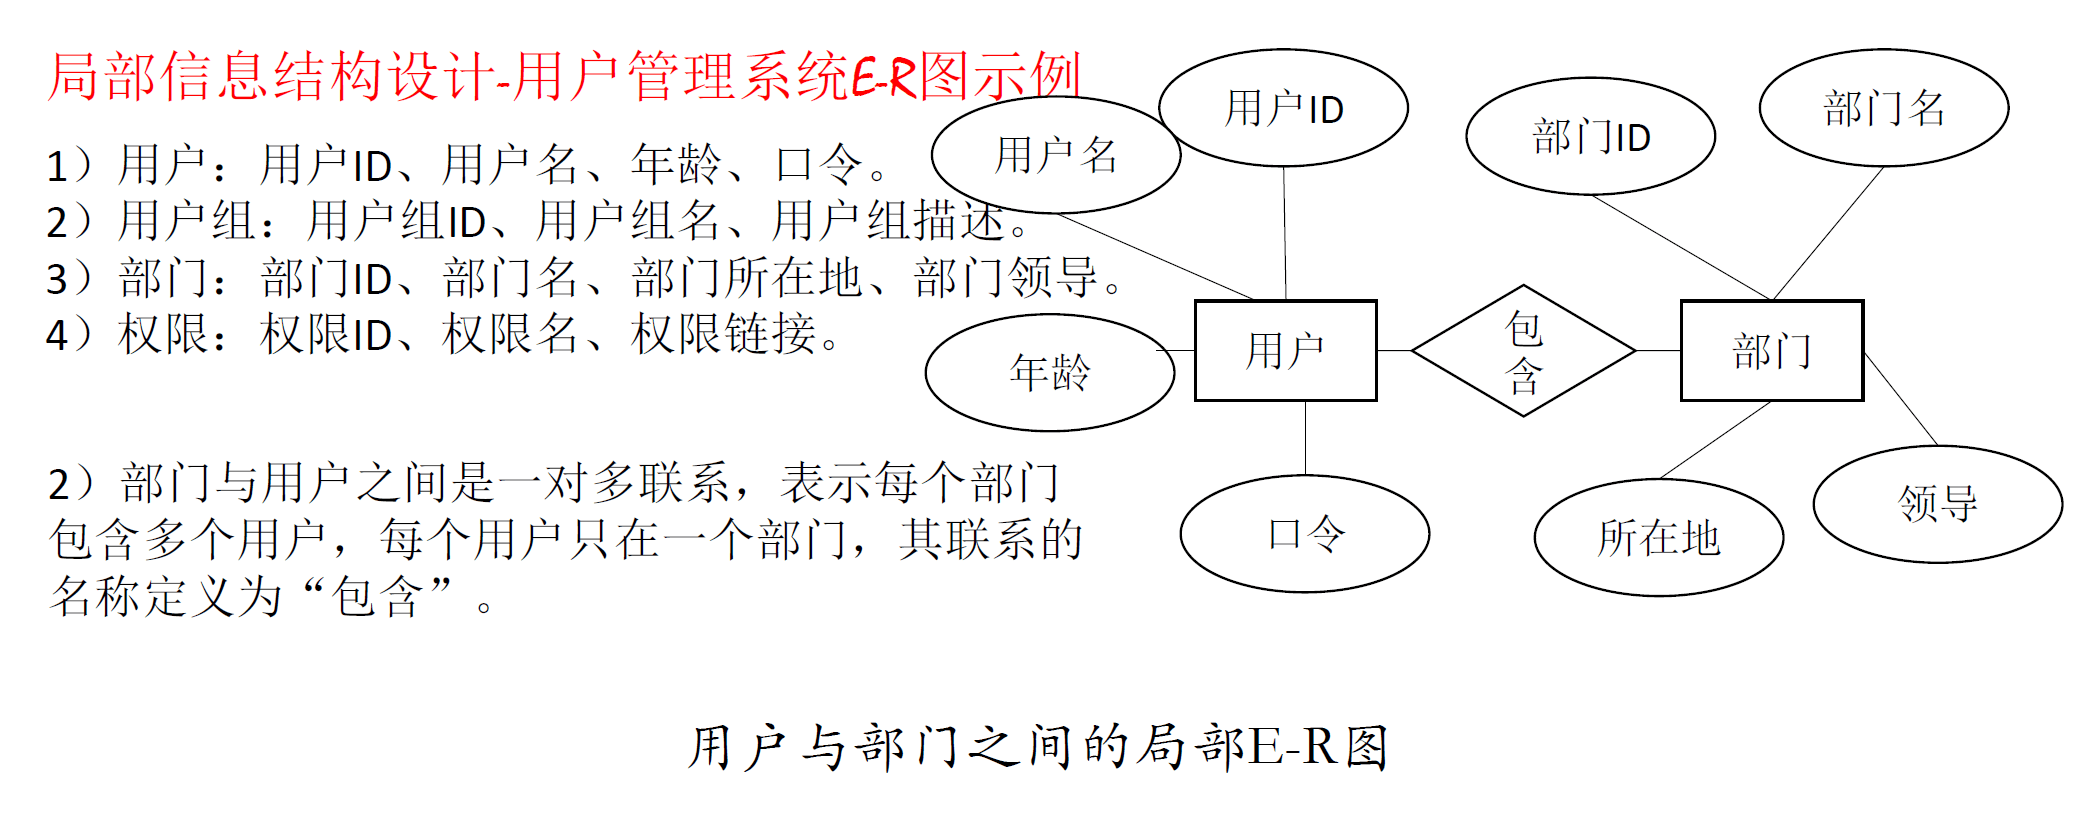 局部信息结构设计-用户管理系统E-R图示例
1）用户：用户ID、用户名、年龄、口令。
2）用户组：用户组ID、用户组名、用户组描述。
3）部门：部门ID、部门名、部门所在地、部门领导。
4）权限：权限ID、权限名、权限链接。
2）部门与用户之间是一对多联系，表示每个部门
包含多个用户，每个用户只在一个部门，其联系的
名称定义为“包含”。
用户名
用户ID
部门ID
部门名
年龄
用户
包
含
部门
口令
所在地
领导
用户与部门之间的局部E-R图